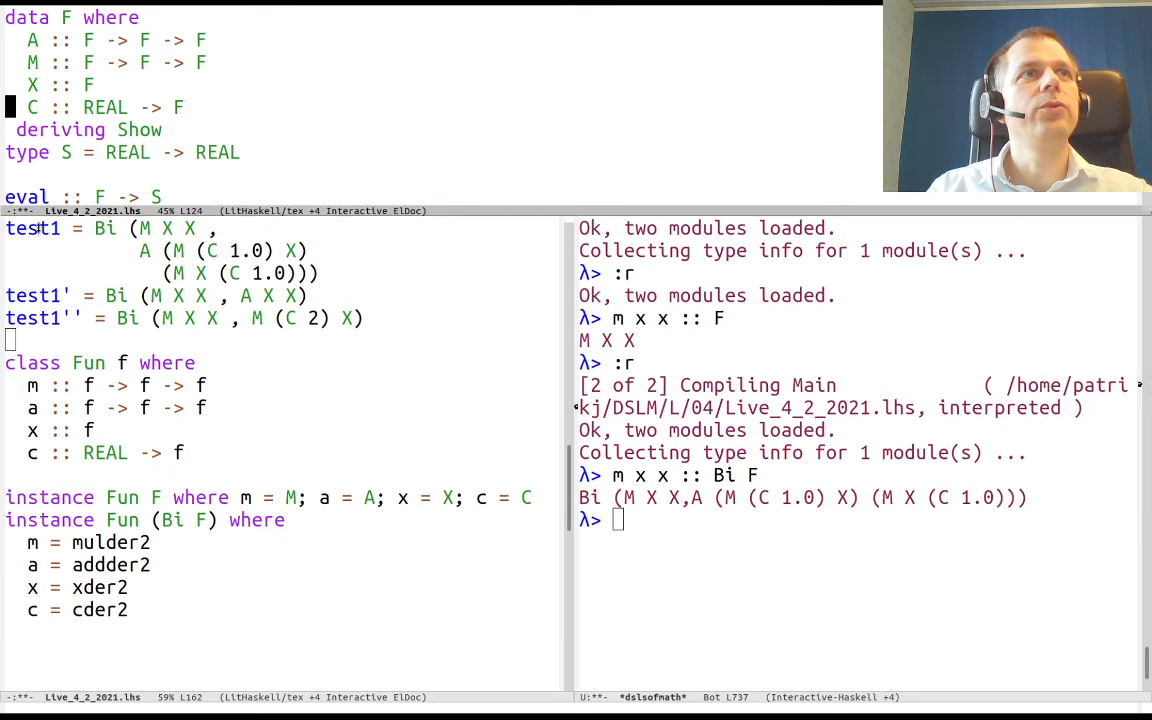 data F where
A :: F -> F -> F
M :: F -> F -> F
X :: F
C :: REAL -> F
deriving Show
type S = REAL -> REAL
eval :: F -> S
-:**- Live_4_2_2021.lhs 45% L124 (LitHaskell/tex +4 Interactive ElDoc)
test1 = Bi (M X X ,
A (M (C 1.0) X)
(M X (C 1.0)))
test1' = Bi (M X X , A X X)
test1'' = Bi (M X X , M (C 2) X)
class Fun f where
m :: f -> f -> f
a :: f -> f -> f
x :: f
c :: REAL -> f
instance Fun F where m = M; a = A; x = X; c = C
instance Fun (Bi F) where
m = mulder2
a = addder2
x = xder2
c = cder2
-:**- Live_4_2_2021.lhs 59% L162 (LitHaskell/tex +4 Interactive ElDoc)
Ok, two modules loaded.
Collecting type info for 1 module(s) ...
λ> :r
Ok, two modules loaded.
λ> m x x :: F
M X X
λ> :r
[2 of 2] Compiling Main ( /home/patri
kj/DSLM/L/04/Live_4_2_2021.lhs, interpreted )
Ok, two modules loaded.
Collecting type info for 1 module(s) ...
λ> m x x :: Bi F
Bi (M X X,A (M (C 1.0) X) (M X (C 1.0)))
λ>
U:**- *dslsofmath* Bot L737 (Interactive-Haskell +4)